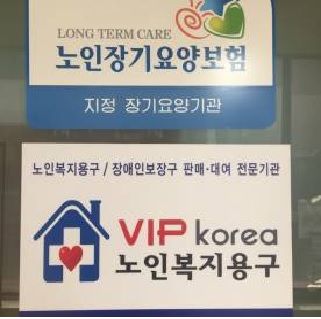 LONG TERM CARE
노인장기요양보험
지정 장기요양기관
노인복지용구 / 장애인보장구 판매·대여 전문기관
VIP korea
노인복지용구